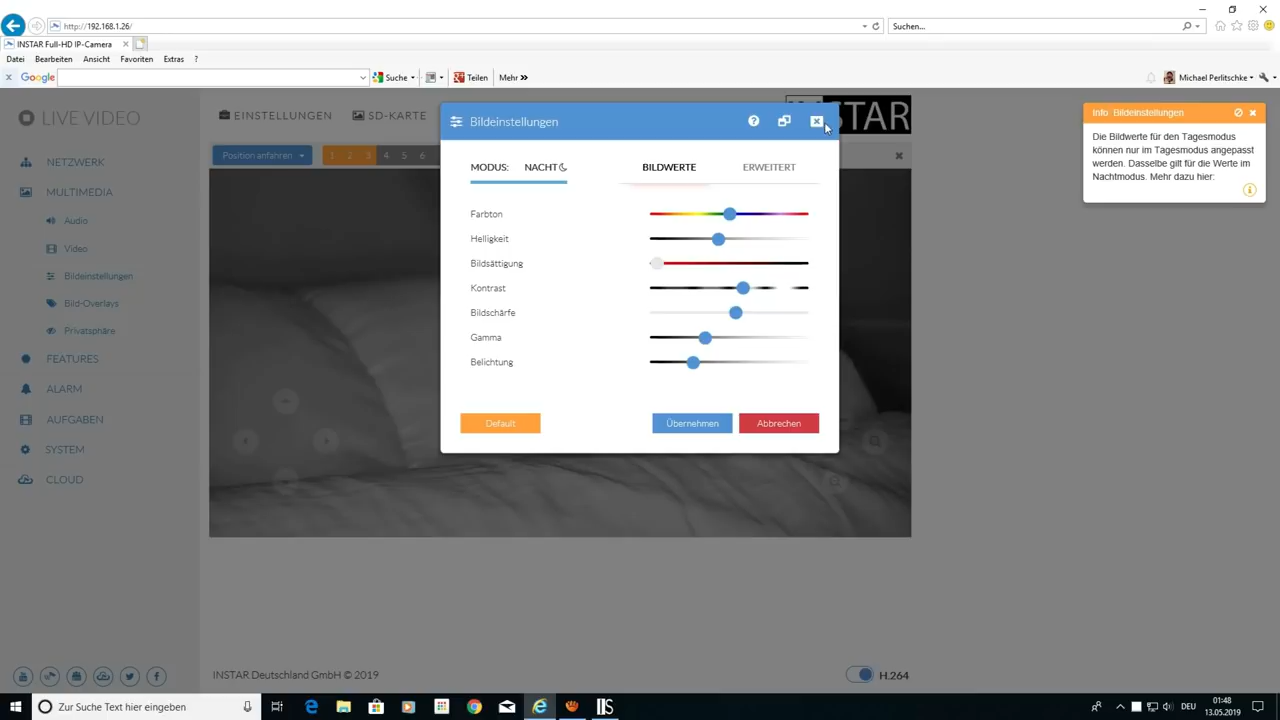 http://192.168.1.26/
Suchen...
INSTAR Full-HD IP-Camera
Datei Bearbeiten Ansicht Favoriten Extras ?
Google Suche Teilen Mehr »
Michael Perlitschke
LIVE VIDEO
EINSTELLUNGEN SD-KARTE
STAR
Position anfahren 1 2 3 4 5 6
NETZWERK
MULTIMEDIA
Audio
Video
Bildeinstellungen
Bild-Overlays
Privatsphäre
FEATURES
ALARM
AUFGABEN
SYSTEM
CLOUD
Bildeinstellungen
MODUS: NACHT
BILDWERTE ERWEITERT
Farbton
Helligkeit
Bildsättigung
Kontrast
Bildschärfe
Gamma
Belichtung
Default Übernehmen Abbrechen
Info: Bildeinstellungen
Die Bildwerte für den Tagesmodus
können nur im Tagesmodus angepasst
werden. Dasselbe gilt für die Werte im
Nachtmodus. Mehr dazu hier:
INSTAR Deutschland GmbH © 2019
H.264
Zur Suche Text hier eingeben
DEU
01:48
13.05.2019